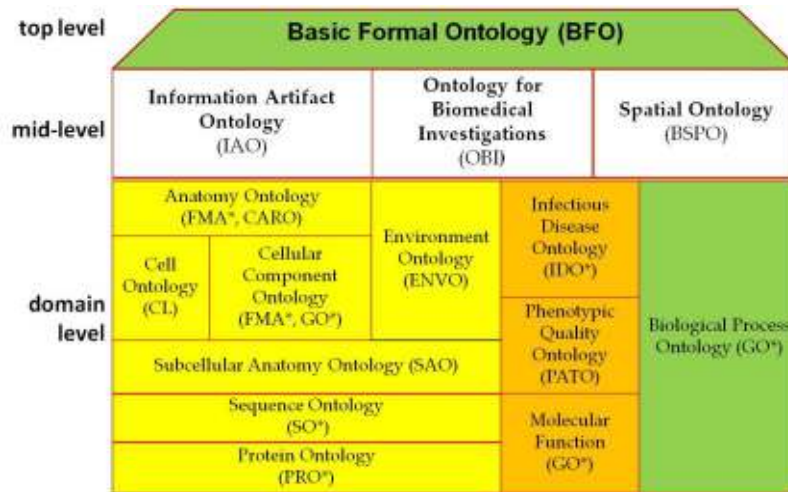 top level
Basic Formal Ontology (BFO)
mid-level
Information Artifact
Ontology
(IAO)
Ontology for
Biomedical
Investigations
(OBI)
Spatial Ontology
(BSPO)
domain
level
Anatomy Ontology
(FMA*, CARO)
Cell
Ontology
(CL)
Cellular
Component
Ontology
(FMA*, GO*)
Environment
Ontology
(ENVO)
Subcellular Anatomy Ontology (SAO)
Sequence Ontology
(SO*)
Protein Ontology
(PRO*)
Infectious
Disease
Ontology
(IDO*)
Phenotypic
Quality
Ontology
(PATO)
Molecular
Function
(GO*)
Biological Process
Ontology (GO*)